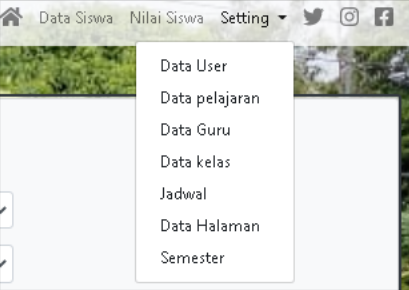 Data Siswa Nilai Siswa Setting
Data User
Data pelajaran
Data Guru
Data kelas
Jadwal
Data Halaman
Semester